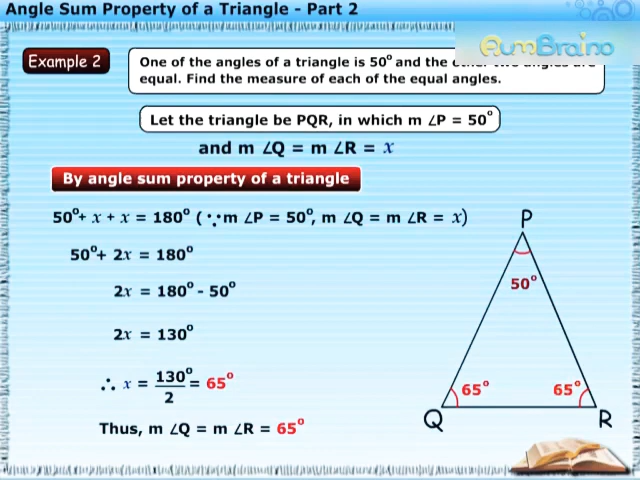 Angle Sum Property of a Triangle - Part 2
AumBraino
Example 2
One of the angles of a triangle is 50° and the other two angles are
equal. Find the measure of each of the equal angles.
Let the triangle be PQR, in which m ∠P = 50°
and m ∠Q = m ∠R = x
By angle sum property of a triangle
50°+ x + x = 180° (∵m ∠P = 50°, m ∠Q = m ∠R = x)
50°+ 2x = 180°
2x = 180° - 50°
2x = 130°
∴ x = 130°/2 = 65°
Thus, m ∠Q = m ∠R = 65°
P
50°
65°
65°
Q
R